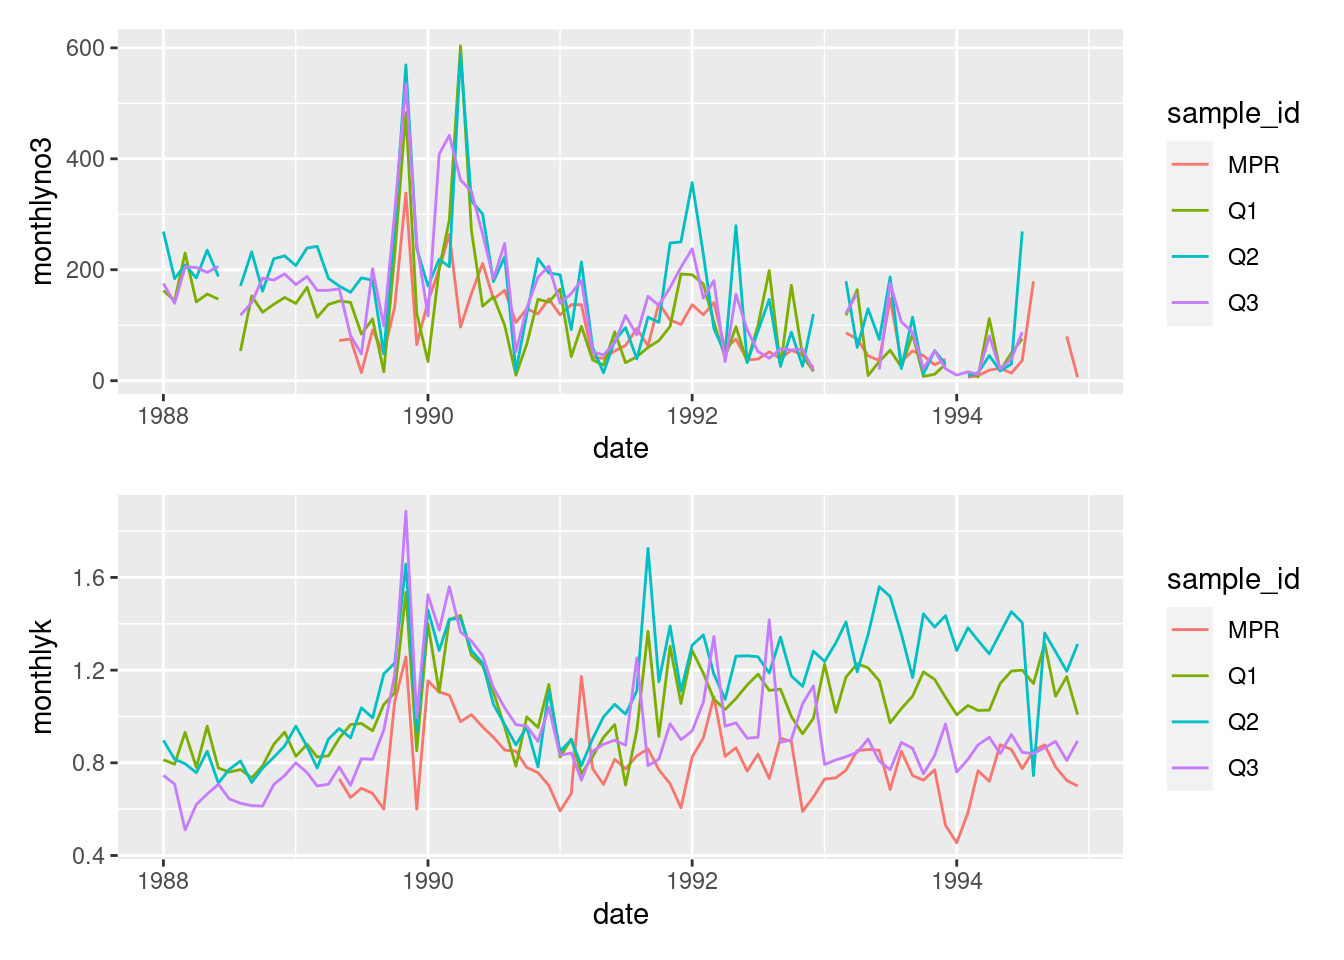 monthlyno3
600
400
200
0
1988 1990 1992 1994
date
sample_id
MPR
Q1
Q2
Q3
monthlyk
1.6
1.2
0.8
0.4
1988 1990 1992 1994
date
sample_id
MPR
Q1
Q2
Q3